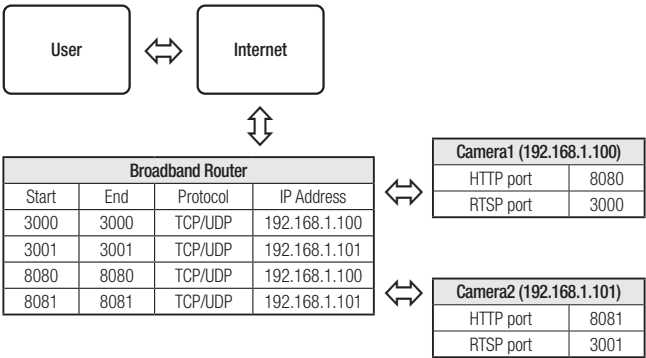 User
Internet
Broadband Router
Start End Protocol IP Address
3000 3000 TCP/UDP 192.168.1.100
3001 3001 TCP/UDP 192.168.1.101
8080 8080 TCP/UDP 192.168.1.100
8081 8081 TCP/UDP 192.168.1.101
Camera1 (192.168.1.100)
HTTP port 8080
RTSP port 3000
Camera2 (192.168.1.101)
HTTP port 8081
RTSP port 3001